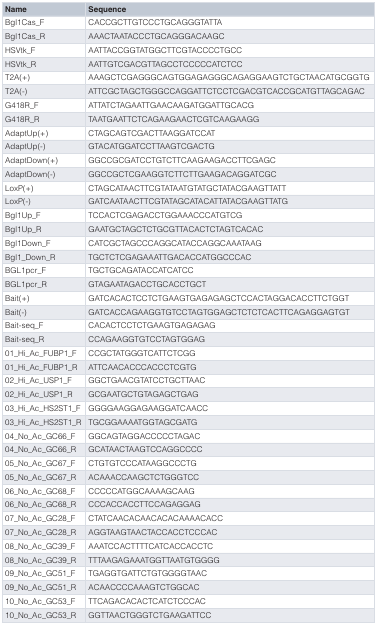 Name Sequence
Bgl1Cas_F CACCGCTTGTCCCTGCAGGGTATTA
Bgl1Cas_R AAACTAATACCCTGCAGGGACAAGC
HSVtk_F AATTACCGGTATGGCTTCGTACCCCTGCC
HSVtk_R AATTGTCGACGTTAGCCTCCCCCATCTCC
T2A(+) AAAGCTCGAGGGCAGTGGAGAGGGCAGAGGAAGTCTGCTAACATGCGGTG
T2A(-) ATTCGCTAGCTGGGCCAGGATTCTCCTCGACGTCACCGCATGTTAGCAGAC
G418R_F ATTATCTAGAATTGAACAAGATGGATTGCACG
G418R_R TAATGAATTCTCAGAAGAACTCGTCAAGAAGG
AdaptUp(+) CTAGCAGTCGACTTAAGGATCCAT
AdaptUp(-) GTACATGGATCCTTAAGTCGACTG
AdaptDown(+) GGCCGCGATCCTGTCTTCAAGAAGACCTTCGAGC
AdaptDown(-) GGCCGCTCGAAGGTCTTCTTGAAGACAGGATCGC
LoxP(+) CTAGCATAACTTCGTATAATGTATGCTATACGAAGTTATT
LoxP(-) GATCAATAACTTCGTATAGCATACATTATACGAAGTTATG
Bgl1Up_F TCCACTCGAGACCTGGAAACCCATGTCG
Bgl1Up_R GAATGCTAGCTCTGCGTTACACTCTAGTCACAC
Bgl1Down_F CATCGCTAGCCCAGGCATACCAGGCAAATAAG
Bgl1_Down_R TGCTCTCGAGAAATTGACACCATGGCCCAC
BGL1pcr_F TGCTGCAGATACCATCATCC
BGL1pcr_R GTAGAATAGACCTGCACCTGCT
Bait(+) GATCACACTCCTCTGAAGTGAGAGAGCTCCACTAGGACACCTTCTGGT
Bait(-) GATCACCAGAAGGTGTCCTAGTGGAGCTCTCTCACTTCAGAGGAGTGT
Bait-seq_F CACACTCCTCTGAAGTGAGAGAG
Bait-seq_R CCAGAAGGTGTCCTAGTGGAG
01_Hi_Ac_FUBP1_F CCGCTATGGGTCATTCTCGG
01_Hi_Ac_FUBP1_R ATTCAACACCCACCCTCGTG
02_Hi_Ac_USP1_F GGCTGAACGTATCCTGCTTAAC
02_Hi_Ac_USP1_R GCGAATGCTGTAGAGCTGAG
03_Hi_Ac_HS2ST1_F GGGGAAGGAGAAGGATCAACC
03_Hi_Ac_HS2ST1_R TGCGGAAAATGGTAGCGATG
04_No_Ac_GC66_F GGCAGTAGGACCCCCTAGAC
04_No_Ac_GC66_R GCATAACTAAGTCCAGGCCCC
05_No_Ac_GC67_F CTGTGTCCCATAAGGCCCTG
05_No_Ac_GC67_R ACAAACCAAGCTCTGGGTCC
06_No_Ac_GC68_F CCCCCATGGCAAAAGCAAG
06_No_Ac_GC68_R CCCACCACCTTCCAGAGGAG
07_No_Ac_GC28_F CTATCAACACAACACACAAAACACC
07_No_Ac_GC28_R AGGTAAGTAACTACCACCTCCCAC
08_No_Ac_GC39_F AAATCCACTTTTCATCACCACCTC
08_No_Ac_GC39_R TTTAAGAGAAATGGTTAATGTGGGG
09_No_Ac_GC51_F TGAGGTGATTCTGTGGGGTAAC
09_No_Ac_GC51_R ACAACCCCAAAGTCTGGCAC
10_No_Ac_GC53_F TTCAGACACACTCATCTCCCAC
10_No_Ac_GC53_R GGTTAACTGGGTCTGAAGATTCC